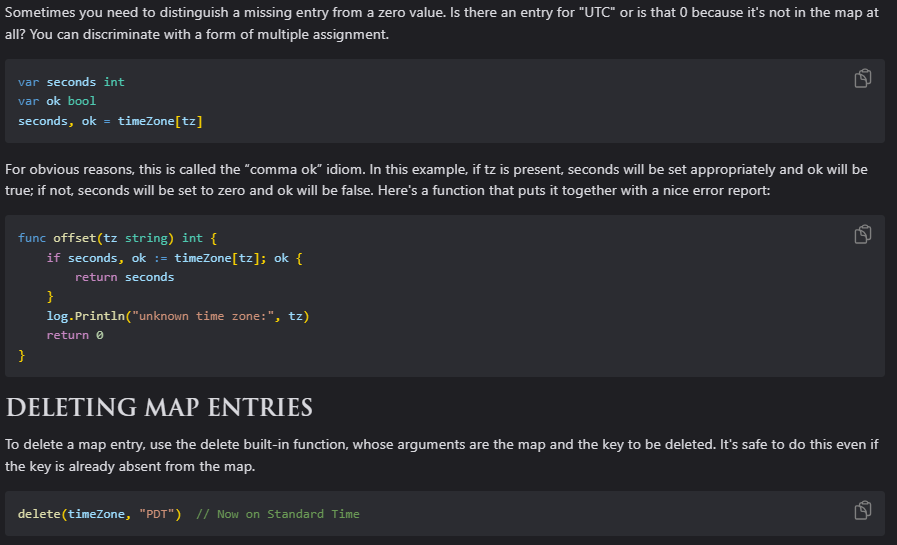 Sometimes you need to distinguish a missing entry from a zero value. Is there an entry for "UTC" or is that 0 because it's not in the map at
all? You can discriminate with a form of multiple assignment.
var seconds int
var ok bool
seconds, ok = timeZone[tz]
For obvious reasons, this is called the “comma ok” idiom. In this example, if tz is present, seconds will be set appropriately and ok will be
true; if not, seconds will be set to zero and ok will be false. Here's a function that puts it together with a nice error report:
func offset(tz string) int {
    if seconds, ok := timeZone[tz]; ok {
        return seconds
    }
    log.Println("unknown time zone:", tz)
    return 0
}
DELETING MAP ENTRIES
To delete a map entry, use the delete built-in function, whose arguments are the map and the key to be deleted. It's safe to do this even if
the key is already absent from the map.
delete(timeZone, "PDT")  // Now on Standard Time